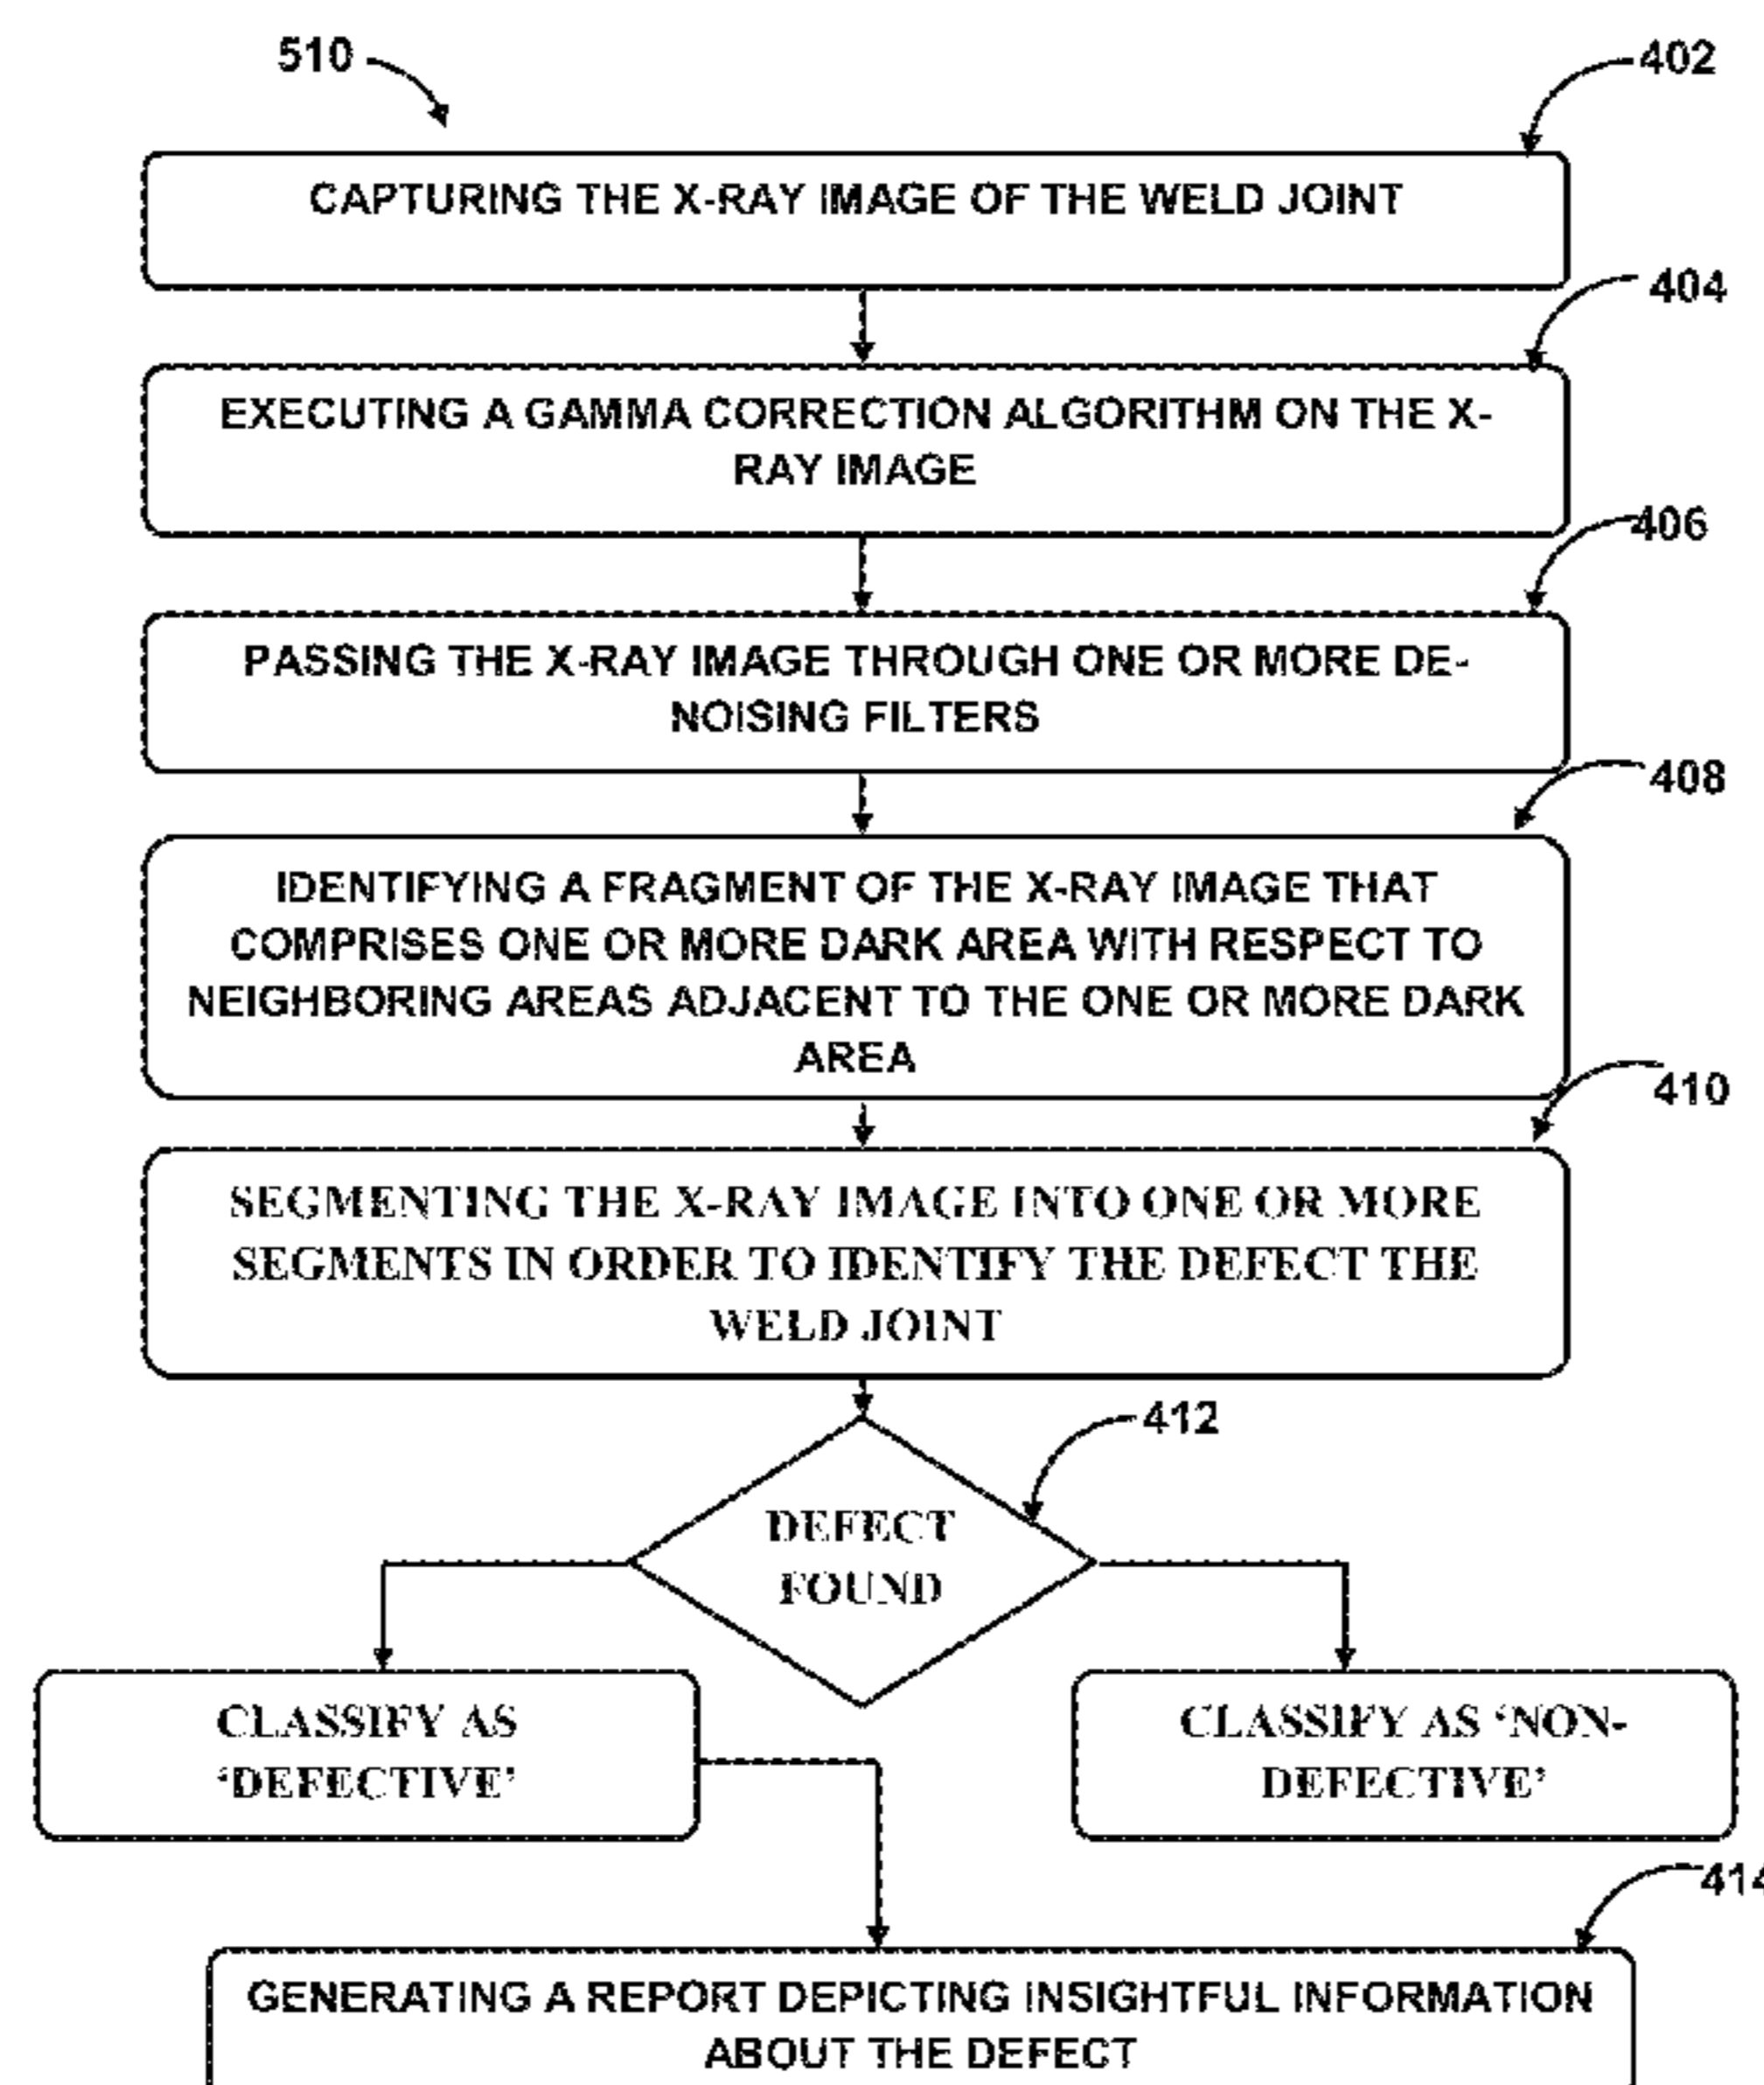 510
402
CAPTURING THE X-RAY IMAGE OF THE WELD JOINT
404
EXECUTING A GAMMA CORRECTION ALGORITHM ON THE X-
RAY IMAGE
406
PASSING THE X-RAY IMAGE THROUGH ONE OR MORE DE-
NOISING FILTERS
408
IDENTIFYING A FRAGMENT OF THE X-RAY IMAGE THAT
COMPRISES ONE OR MORE DARK AREA WITH RESPECT TO
NEIGHBORING AREAS ADJACENT TO THE ONE OR MORE DARK
AREA
410
SEGMENTING THE X-RAY IMAGE INTO ONE OR MORE
SEGMENTS IN ORDER TO IDENTIFY THE DEFECT THE
WELD JOINT
412
DEFECT
FOUND
CLASSIFY AS
‘DEFECTIVE’
CLASSIFY AS ‘NON-
DEFECTIVE’
414
GENERATING A REPORT DEPICTING INSIGHTFUL INFORMATION
ABOUT THE DEFECT